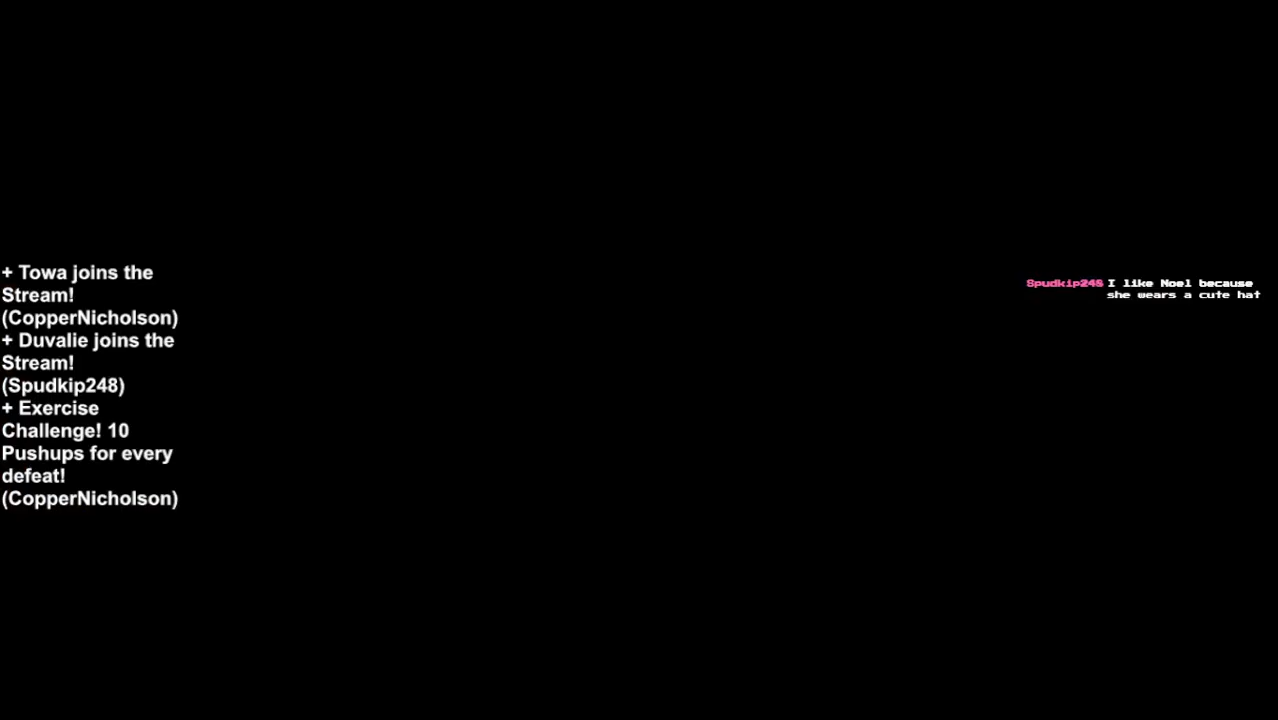 + Towa joins the
Stream!
(CopperNicholson)
+ Duvalie joins the
Stream!
(Spudkip248)
+ Exercise
Challenge! 10
Pushups for every
defeat!
(CopperNicholson)
Spudkip248 I like Noel because
she wears a cute hat